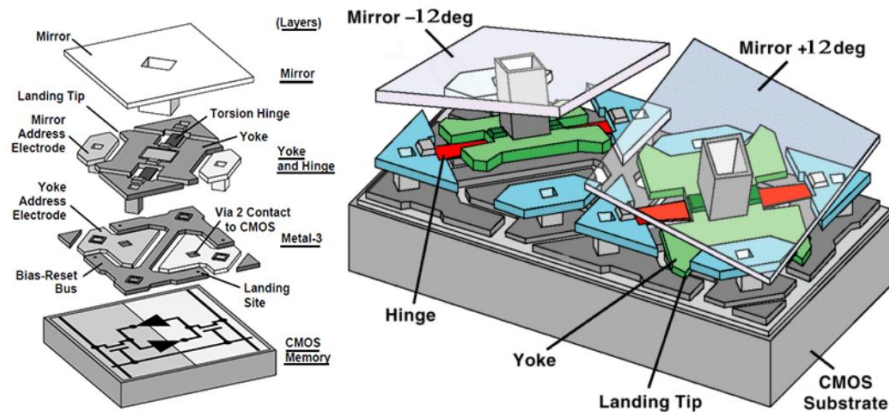 Mirror
(Layers)
Mirror
Landing Tip
Mirror
Address
Electrode
Torsion Hinge
Yoke
Yoke
and Hinge
Yoke
Address
Electrode
Via 2 Contact
to CMOS
Metal-3
Bias-Reset
Bus
Landing
Site
CMOS
Memory
Mirror –12deg
Mirror +12deg
Hinge
Yoke
Landing Tip
CMOS
Substrate